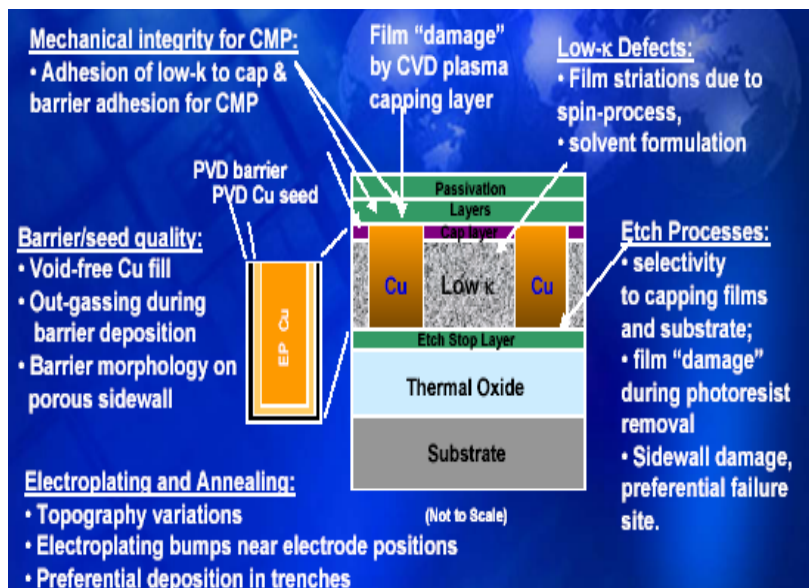 Mechanical integrity for CMP:
• Adhesion of low-k to cap &
barrier adhesion for CMP
Film “damage”
by CVD plasma
capping layer
Low-κ Defects:
• Film striations due to
spin-process,
• solvent formulation
PVD barrier
PVD Cu seed
Barrier/seed quality:
• Void-free Cu fill
• Out-gassing during
barrier deposition
• Barrier morphology on
porous sidewall
EP Cu
Passivation
Layers
Cap layer
Cu
Low κ
Cu
Etch Stop Layer
Thermal Oxide
Substrate
(Not to Scale)
Etch Processes:
• selectivity
to capping films
and substrate;
• film “damage”
during photoresist
removal
• Sidewall damage,
preferential failure
site.
Electroplating and Annealing:
• Topography variations
• Electroplating bumps near electrode positions
• Preferential deposition in trenches